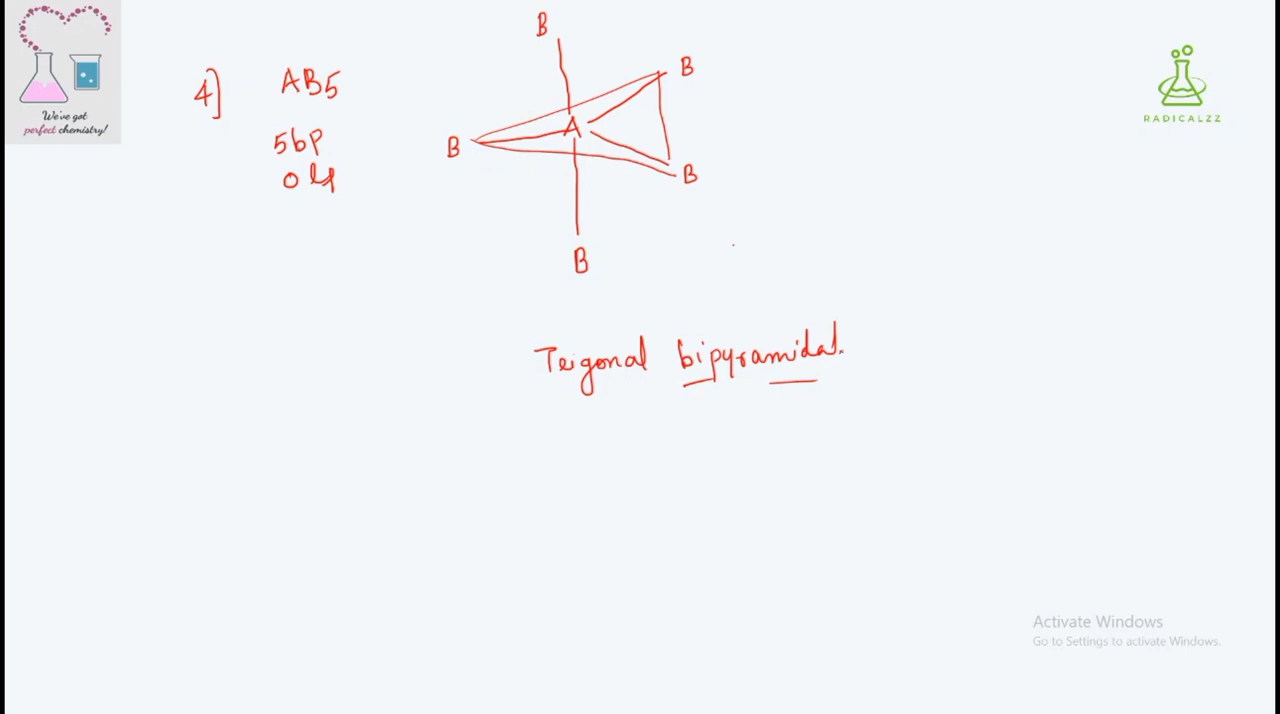 We've got
perfect chemistry!
4] AB5
5bp
0 lp
B
B
A
B
B
B
RADICALZZ
Trigonal bipyramidal.
Activate Windows
Go to Settings to activate Windows.